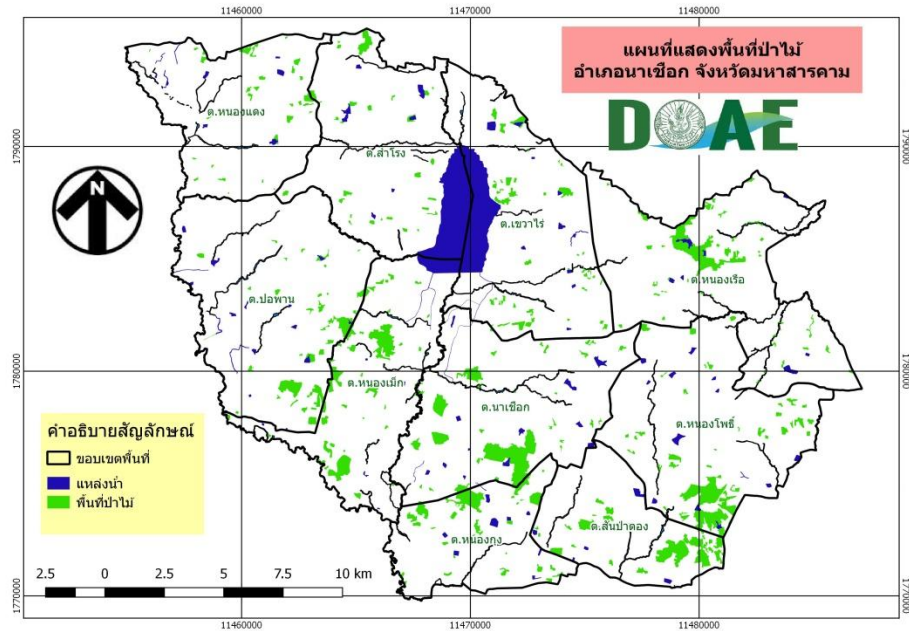 11460000 11470000 11480000
แผนที่แสดงพื้นที่ป่าไม้
อำเภอนาเชือก จังหวัดมหาสารคาม
DOAE
ต.หนองแดง
1790000 1790000
ต.สำโรง
N
ต.เขวาไร่
ต.หนองเรือ
ต.ปอพาน
1780000 1780000
ต.หนองเม็ก
ต.นาเชือก
ต.หนองโพธิ์
คำอธิบายสัญลักษณ์
ขอบเขตพื้นที่
แหล่งน้ำ
พื้นที่ป่าไม้
ต.สันป่าตอง
ต.หนองกุง
2.5 0 2.5 5 7.5 10 km
1770000 1770000
11460000 11470000 11480000